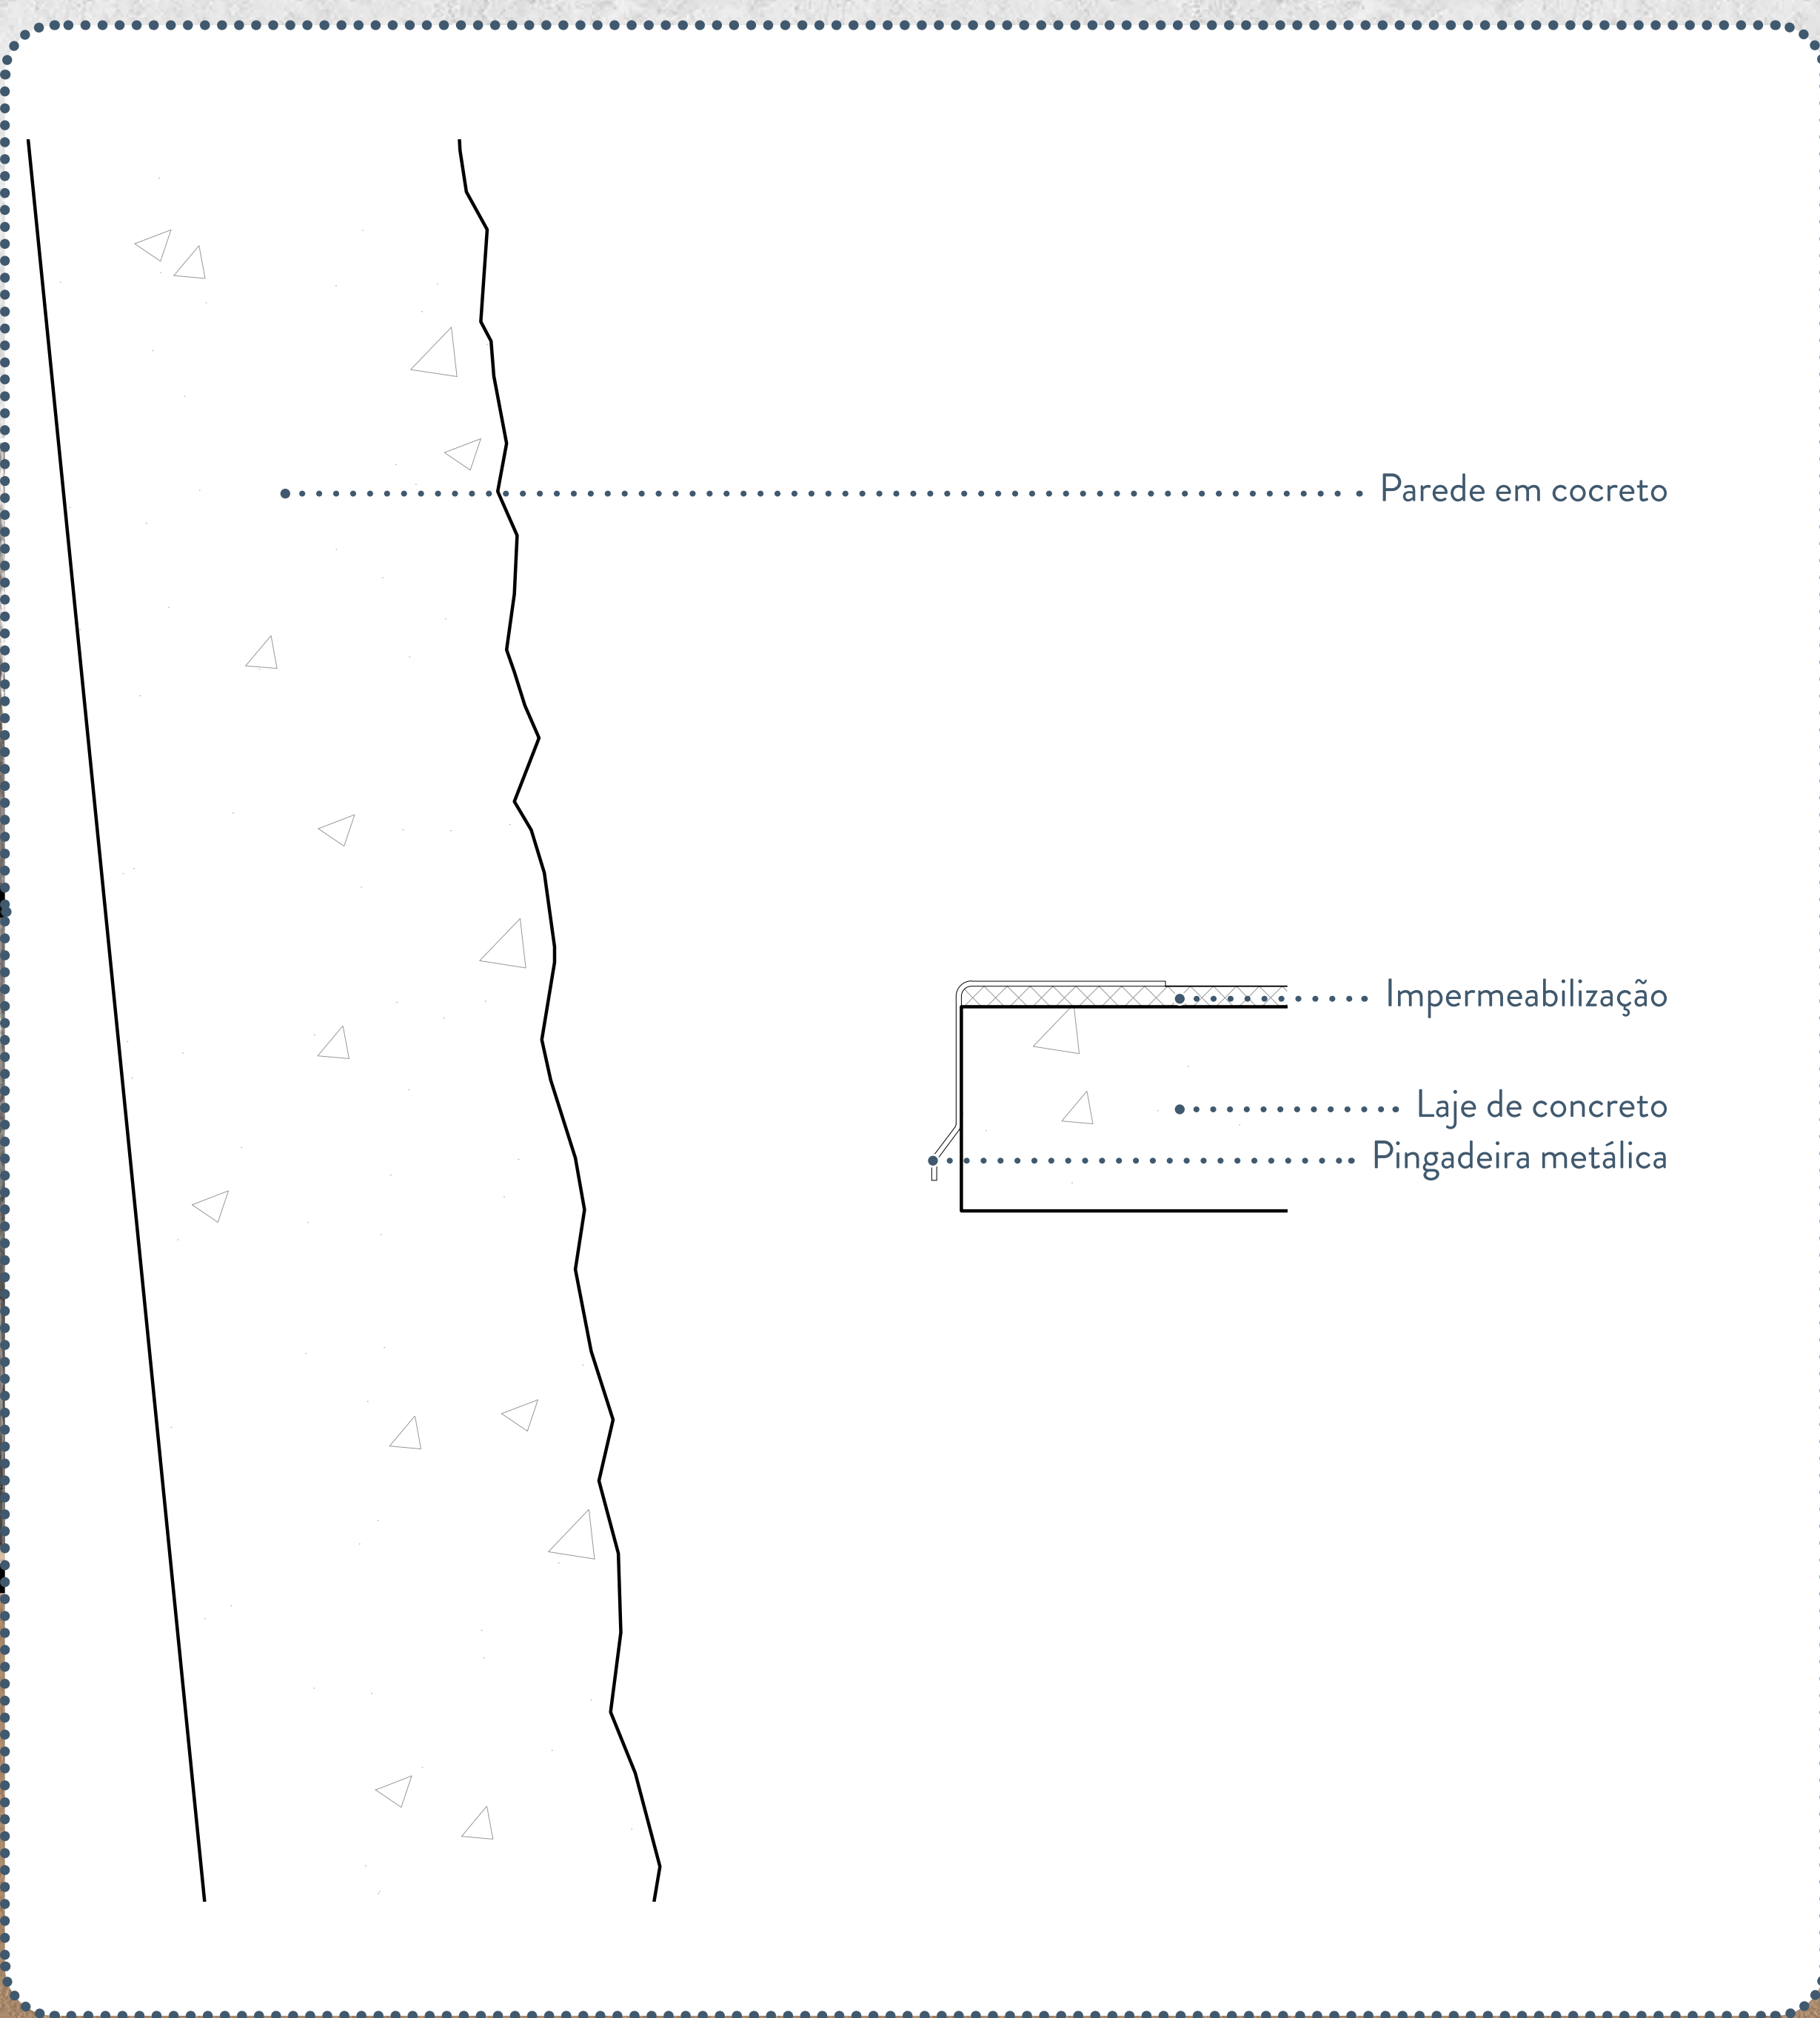 Parede em cocreto
Impermeabilização
Laje de concreto
Pingadeira metálica